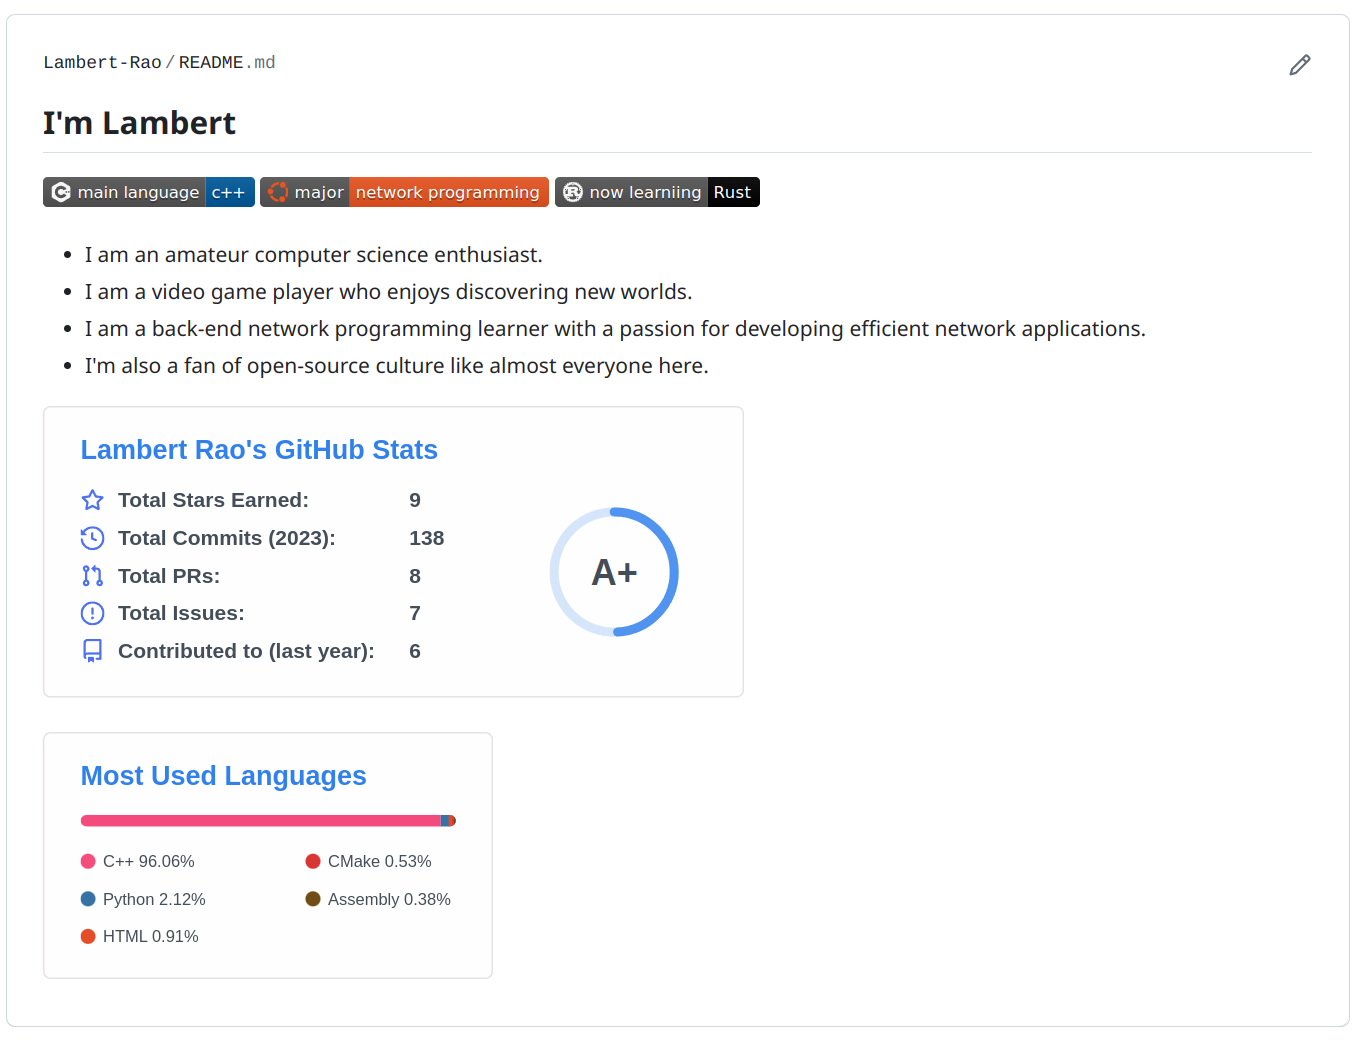 Lambert-Rao / README.md
I'm Lambert
main language c++ major network programming now learniing Rust
I am an amateur computer science enthusiast.
I am a video game player who enjoys discovering new worlds.
I am a back-end network programming learner with a passion for developing efficient network applications.
I'm also a fan of open-source culture like almost everyone here.
Lambert Rao's GitHub Stats
Total Stars Earned: 9
Total Commits (2023): 138
Total PRs: 8
Total Issues: 7
Contributed to (last year): 6
A+
Most Used Languages
C++ 96.06% CMake 0.53%
Python 2.12% Assembly 0.38%
HTML 0.91%